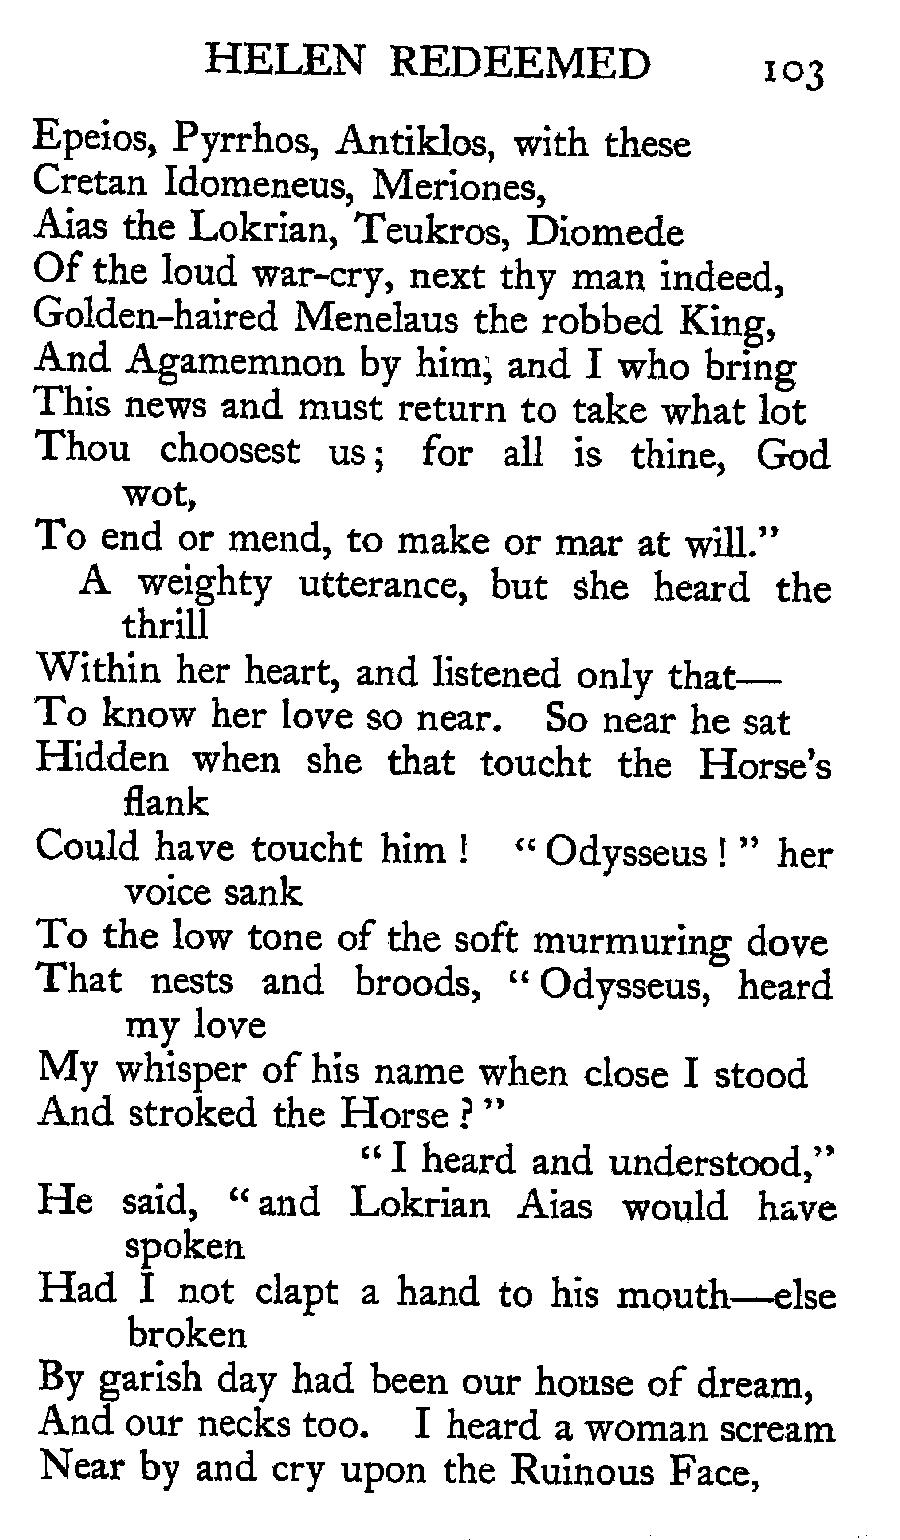 HELEN REDEEMED 103
Epeios, Pyrrhos, Antiklos, with these
Cretan Idomeneus, Meriones,
Aias the Lokrian, Teukros, Diomede
Of the loud war-cry, next thy man indeed,
Golden-haired Menelaus the robbed King,
And Agamemnon by him, and I who bring
This news and must return to take what lot
Thou choosest us; for all is thine, God
wot,
To end or mend, to make or mar at will."
A weighty utterance, but she heard the
thrill
Within her heart, and listened only that—
To know her love so near. So near he sat
Hidden when she that toucht the Horse's
flank
Could have toucht him! "Odysseus!" her
voice sank
To the low tone of the soft murmuring dove
That nests and broods, "Odysseus, heard
my love
My whisper of his name when close I stood
And stroked the Horse?"
"I heard and understood,"
He said, "and Lokrian Aias would have
spoken
Had I not clapt a hand to his mouth—else
broken
By garish day had been our house of dream,
And our necks too. I heard a woman scream
Near by and cry upon the Ruinous Face,